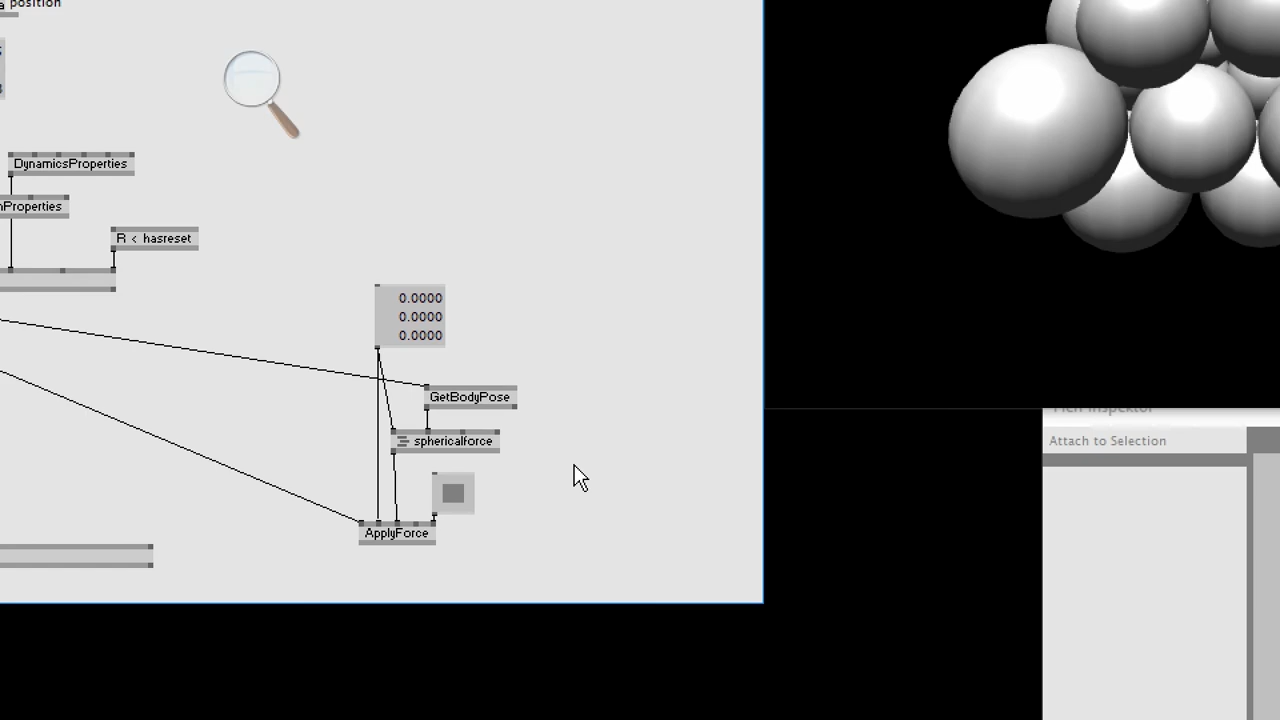 position
DynamicsProperties
nProperties
R < hasreset
0.0000
0.0000
0.0000
GetBodyPose
sphericalforce
ApplyForce
Attach to Selection